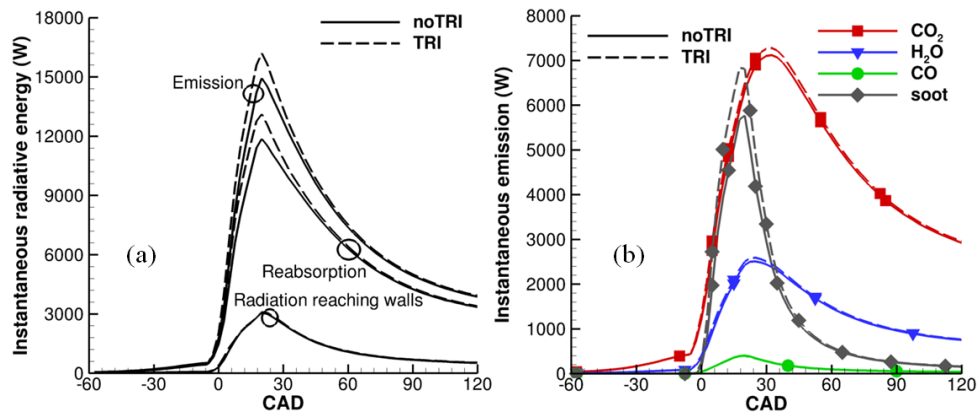 Instantaneous radiative energy (W)
18000
15000
12000
9000
6000
3000
0
-60
-30
0
30
60
90
120
CAD
noTRI
TRI
Emission
Reabsorption
Radiation reaching walls
(a)
Instantaneous emission (W)
8000
7000
6000
5000
4000
3000
2000
1000
0
-60
-30
0
30
60
90
120
CAD
noTRI
TRI
CO₂
H₂O
CO
soot
(b)